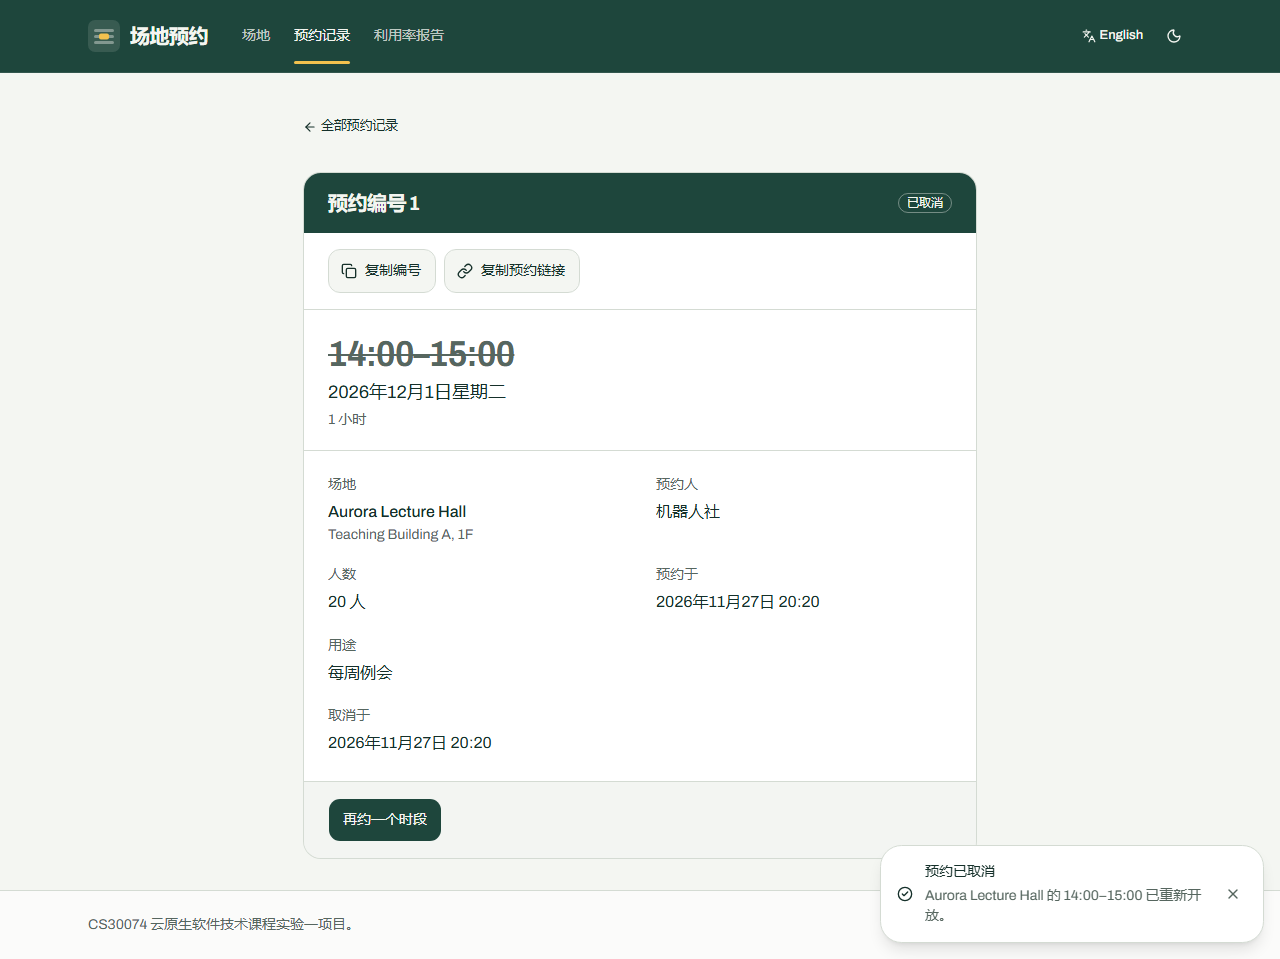 场地预约
场地
预约记录
利用率报告
English
全部预约记录
预约编号 1
已取消
复制编号
复制预约链接
14:00–15:00
2026年12月1日星期二
1 小时
场地
预约人
Aurora Lecture Hall
机器人社
Teaching Building A, 1F
人数
预约于
20 人
2026年11月27日 20:20
用途
每周例会
取消于
2026年11月27日 20:20
再约一个时段
预约已取消
Aurora Lecture Hall 的 14:00–15:00 已重新开
放。
CS30074 云原生软件技术课程实验一项目。